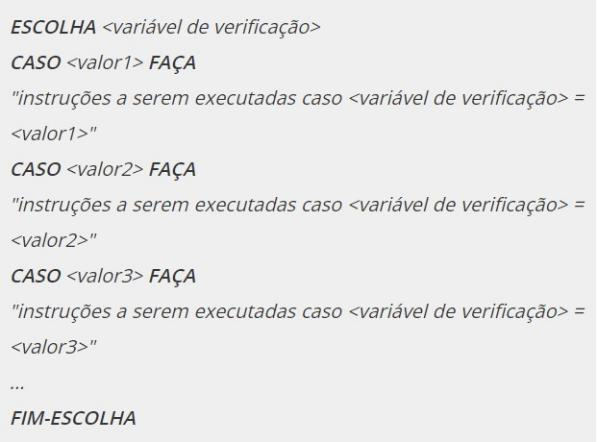 ESCOLHA <variável de verificação>
CASO <valor1> FAÇA
"instruções a serem executadas caso <variável de verificação> =
<valor1>"
CASO <valor2> FAÇA
"instruções a serem executadas caso <variável de verificação> =
<valor2>"
CASO <valor3> FAÇA
"instruções a serem executadas caso <variável de verificação> =
<valor3>"
...
FIM-ESCOLHA